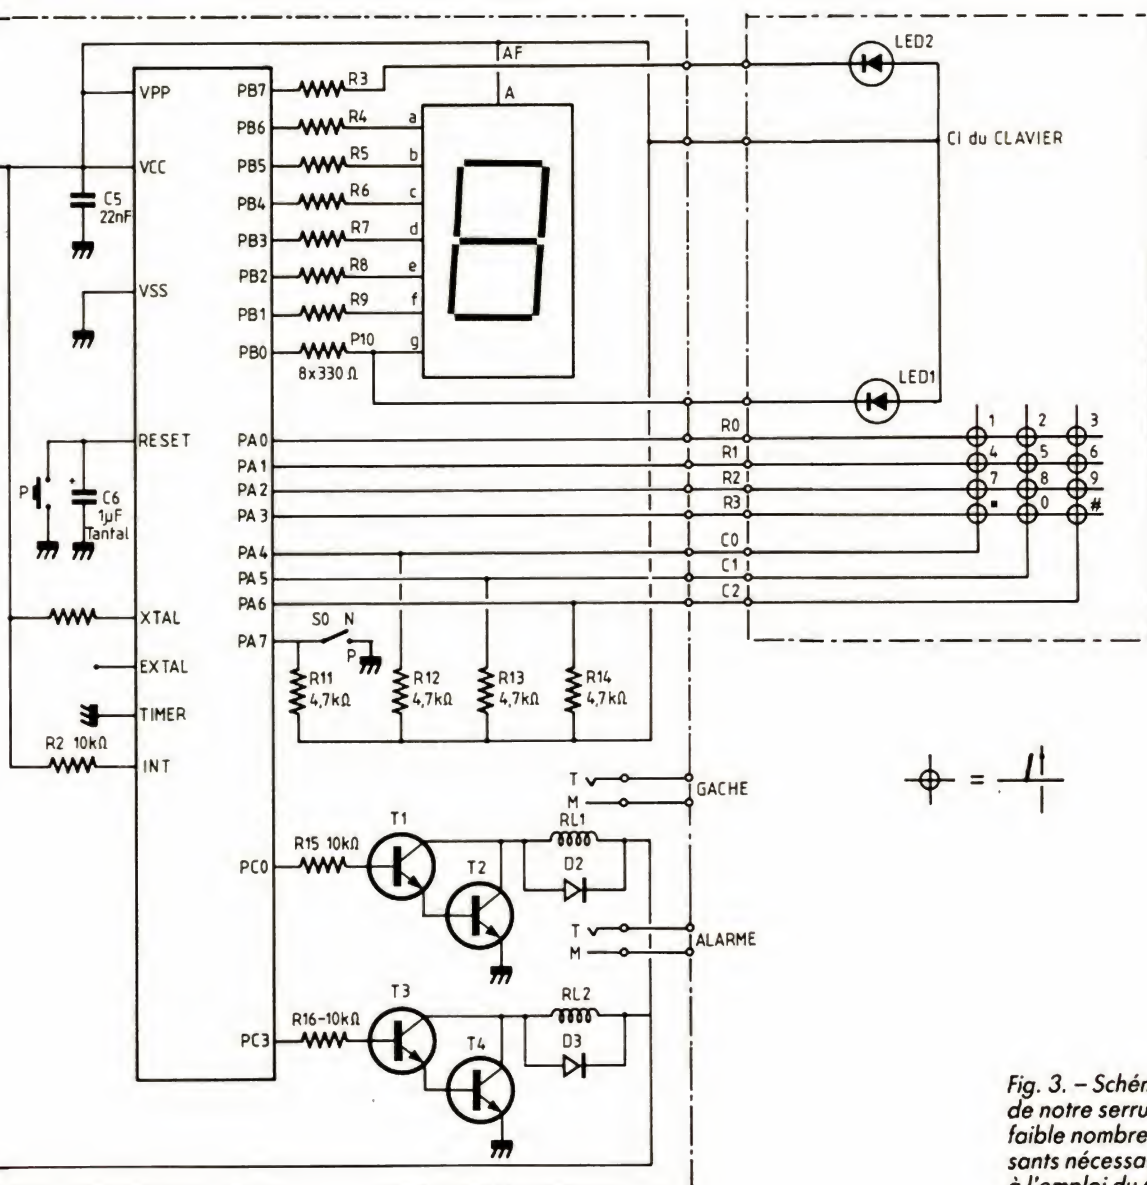 LED2
AF
A
CI du CLAVIER
VPP
PB7
R3
PB6
R4
a
VCC
PB5
R5
b
C5
22nF
PB4
R6
c
PB3
R7
d
VSS
PB2
R8
e
PB1
R9
f
PB0
P10
g
8x330 Ω
LED1
RESET
PA0
R0
1
2
3
PA1
R1
4
5
6
P
C6
1µF
Tantal
PA2
R2
7
8
9
PA3
R3
▪
0
#
PA4
C0
PA5
C1
PA6
C2
XTAL
PA7
S0 N
P
EXTAL
R11
4,7kΩ
R12
4,7kΩ
R13
4,7kΩ
R14
4,7kΩ
TIMER
R2 10kΩ
INT
T
M
GACHE
=
T1
RL1
R15 10kΩ
PC0
T2
D2
T
M
ALARME
T3
RL2
R16-10kΩ
PC3
T4
D3
Fig. 3. – Schém
de notre serru
faible nombre
sants nécessa